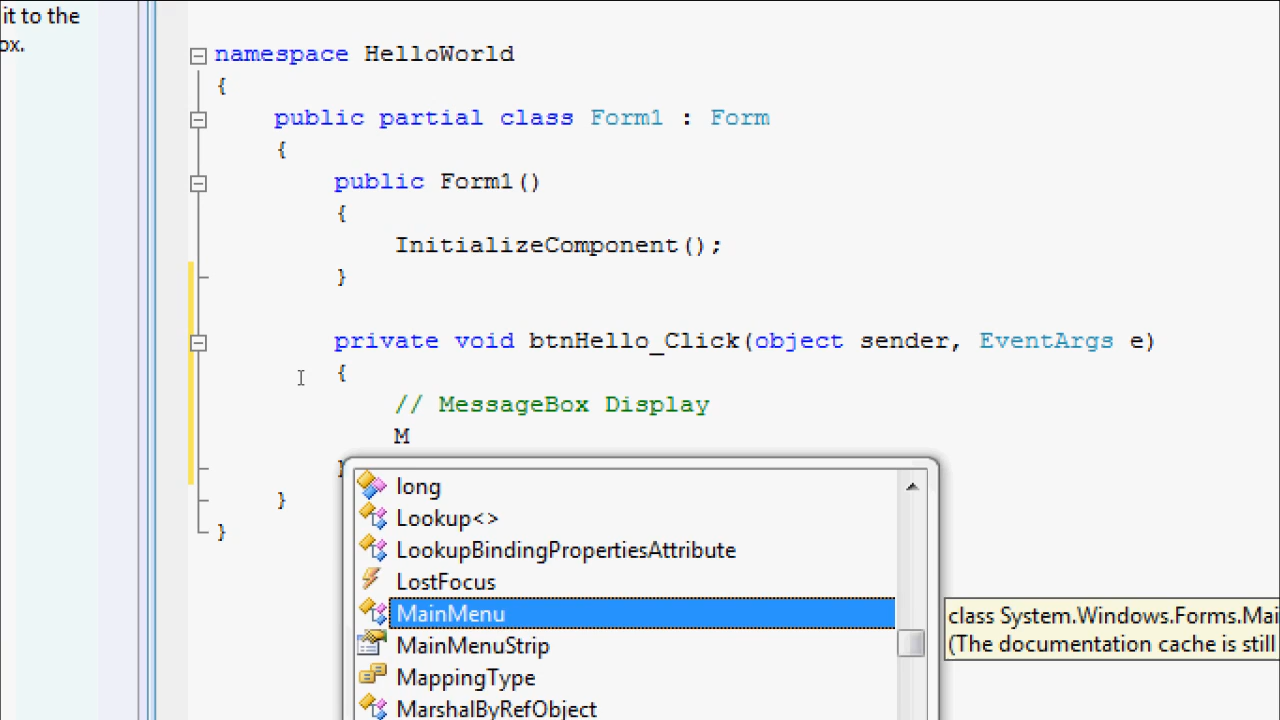 it to the
ox.
namespace HelloWorld
{
public partial class Form1 : Form
{
public Form1()
{
InitializeComponent();
}
private void btnHello_Click(object sender, EventArgs e)
{
// MessageBox Display
M
}
}
long
Lookup<>
LookupBindingPropertiesAttribute
LostFocus
MainMenu
MainMenuStrip
MappingType
MarshalByRefObject
class System.Windows.Forms.Mai
(The documentation cache is still